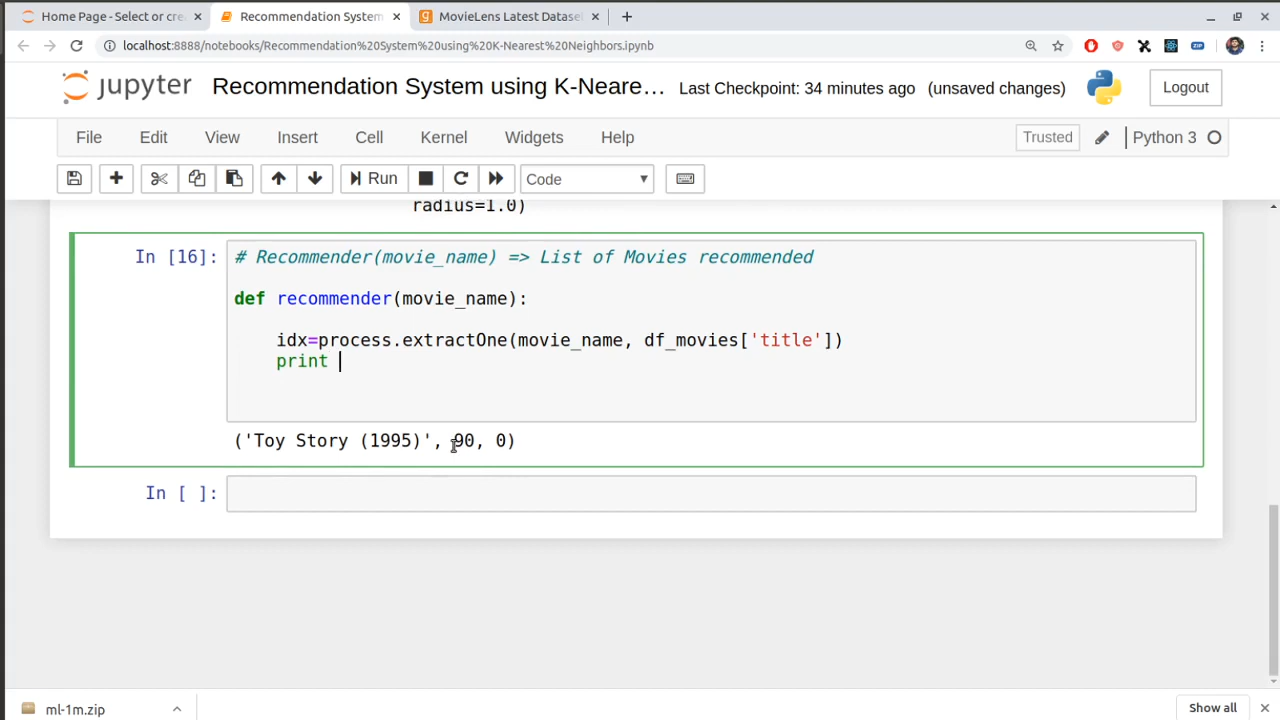 Home Page - Select or cre
Recommendation System
MovieLens Latest Datase
localhost:8888/notebooks/Recommendation%20System%20using%20K-Nearest%20Neighbors.ipynb
ZIP
jupyter
Recommendation System using K-Neare... Last Checkpoint: 34 minutes ago (unsaved changes)
Logout
File Edit View Insert Cell Kernel Widgets Help
Trusted
Python 3
Run
Code
radius=1.0)
In [16]:
# Recommender(movie_name) => List of Movies recommended
def recommender(movie_name):
idx=process.extractOne(movie_name, df_movies['title'])
print
('Toy Story (1995)', 90, 0)
In [ ]:
ml-1m.zip
Show all